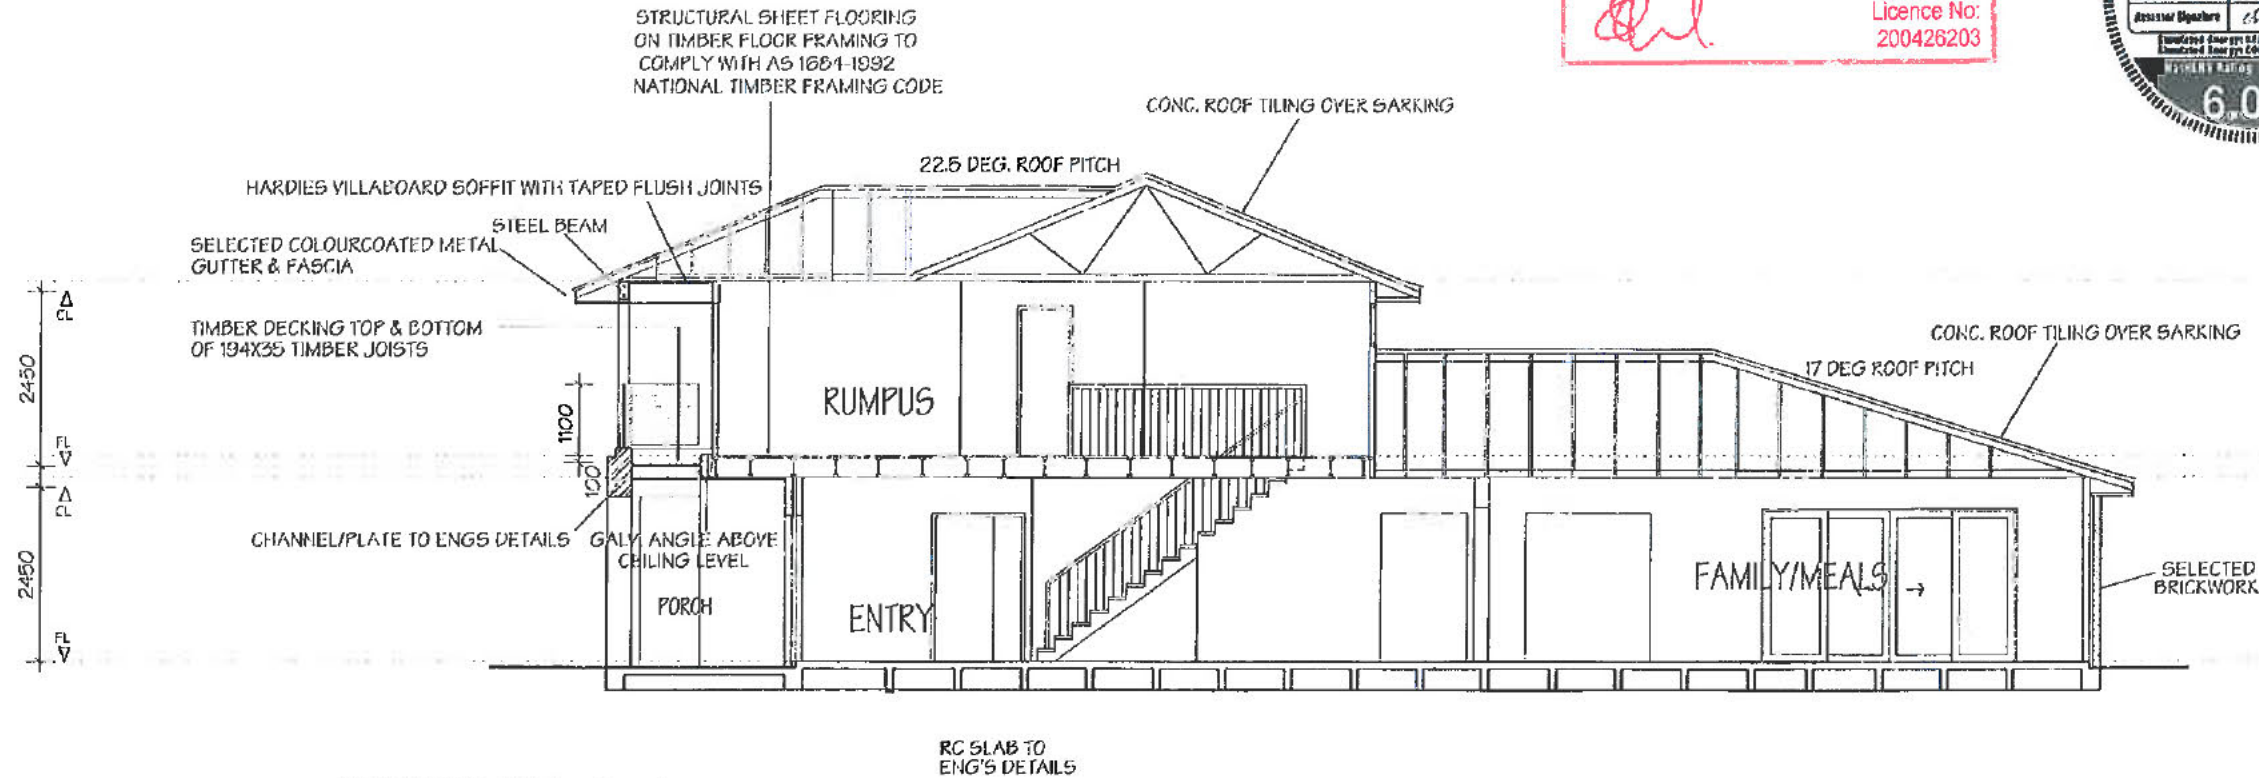 STRUCTURAL SHEET FLOORING
ON TIMBER FLOOR FRAMING TO
COMPLY WITH AS 1684-1992
NATIONAL TIMBER FRAMING CODE
Licence No:
200426203
Assessor Signature
6.0
CONC. ROOF TILING OVER SARKING
22.5 DEG. ROOF PITCH
HARDIES VILLABOARD SOFFIT WITH TAPED FLUSH JOINTS
STEEL BEAM
SELECTED COLOURCOATED METAL
GUTTER & FASCIA
CL
TIMBER DECKING TOP & BOTTOM
OF 194X35 TIMBER JOISTS
CONC. ROOF TILING OVER SARKING
17 DEG ROOF PITCH
2450
1100
RUMPUS
FL
100
CL
CHANNEL/PLATE TO ENGS DETAILS
GALV. ANGLE ABOVE
CEILING LEVEL
2450
PORCH
ENTRY
FAMILY/MEALS
SELECTED
BRICKWORK
FL
RC SLAB TO
ENG'S DETAILS